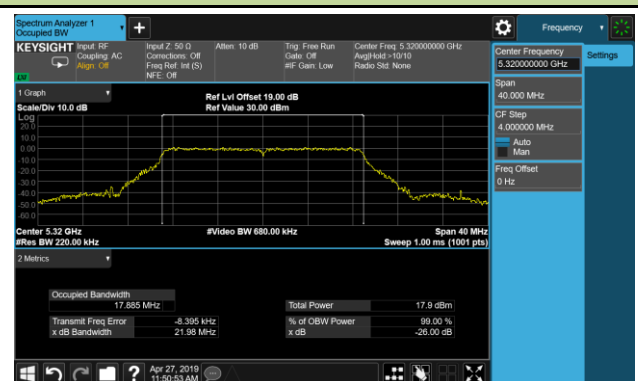 Spectrum Analyzer 1
Occupied BW
Frequency
KEYSIGHT
Input: RF
Coupling: AC
Align: Off
Input Z: 50 Ω
Corrections: Off
Freq Ref: Int (S)
NFE: Off
Atten: 10 dB
Trig: Free Run
Gate: Off
#IF Gain: Low
Center Freq: 5.320000000 GHz
Avg|Hold:>10/10
Radio Std: None
Center Frequency
5.320000000 GHz
Settings
Span
40.000 MHz
CF Step
4.000000 MHz
Auto
Man
Freq Offset
0 Hz
1 Graph
Scale/Div 10.0 dB
Ref Lvl Offset 19.00 dB
Ref Value 30.00 dBm
Log
20.0
10.0
0.00
-10.0
-20.0
-30.0
-40.0
-50.0
-60.0
Center 5.32 GHz
#Res BW 220.00 kHz
#Video BW 680.00 kHz
Span 40 MHz
Sweep 1.00 ms (1001 pts)
2 Metrics
Occupied Bandwidth
17.885 MHz
Total Power 17.9 dBm
Transmit Freq Error -8.395 kHz
% of OBW Power 99.00 %
x dB Bandwidth 21.98 MHz
x dB -26.00 dB
?
Apr 27, 2019
11:50:53 AM